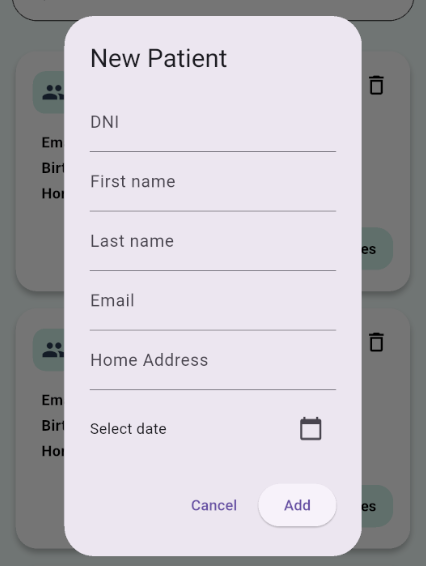 New Patient
DNI
Em
Birt
First name
Hor
Last name
es
Email
Home Address
Em
Birt
Select date
Hor
Cancel
Add
es